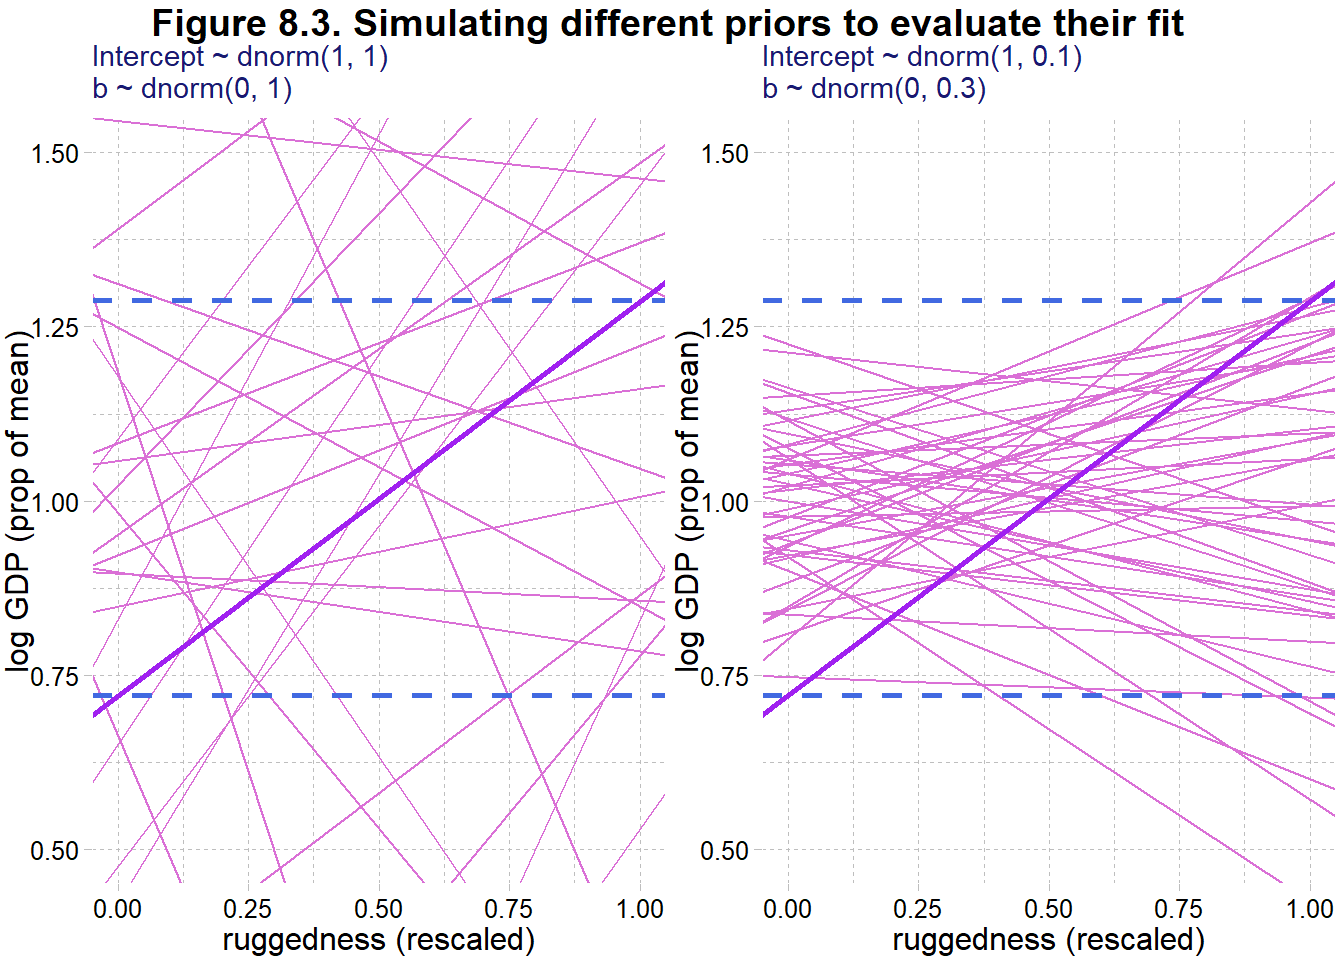 Figure 8.3. Simulating different priors to evaluate their fit
Intercept ~ dnorm(1, 1)
b ~ dnorm(0, 1)
log GDP (prop of mean)
1.50
1.25
1.00
0.75
0.50
0.00 0.25 0.50 0.75 1.00
ruggedness (rescaled)
Intercept ~ dnorm(1, 0.1)
b ~ dnorm(0, 0.3)
log GDP (prop of mean)
1.50
1.25
1.00
0.75
0.50
0.00 0.25 0.50 0.75 1.00
ruggedness (rescaled)